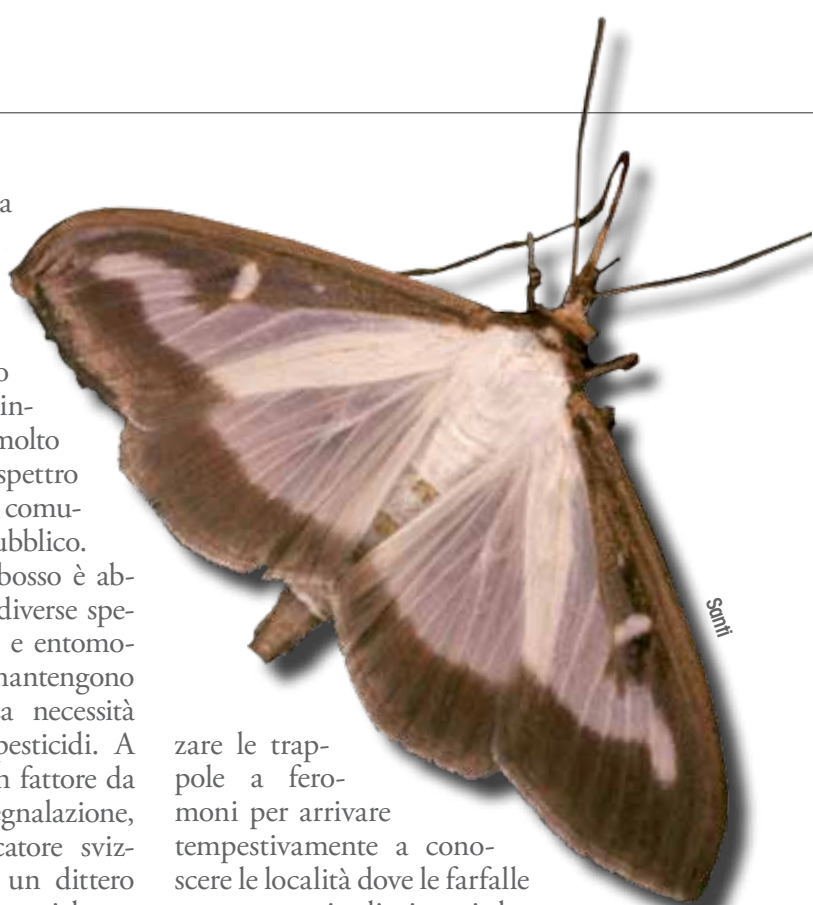 a
o
in-
molto
spettro
comu-
ubblico.
bosso è ab-
diverse spe-
e entomo-
mantengono
a necessità
pesticidi. A
n fattore da
egnalazione,
catore sviz-
un dittero
zare le trap-
pole a fero-
moni per arrivare
tempestivamente a cono-
scere le località dove le farfalle
Santi